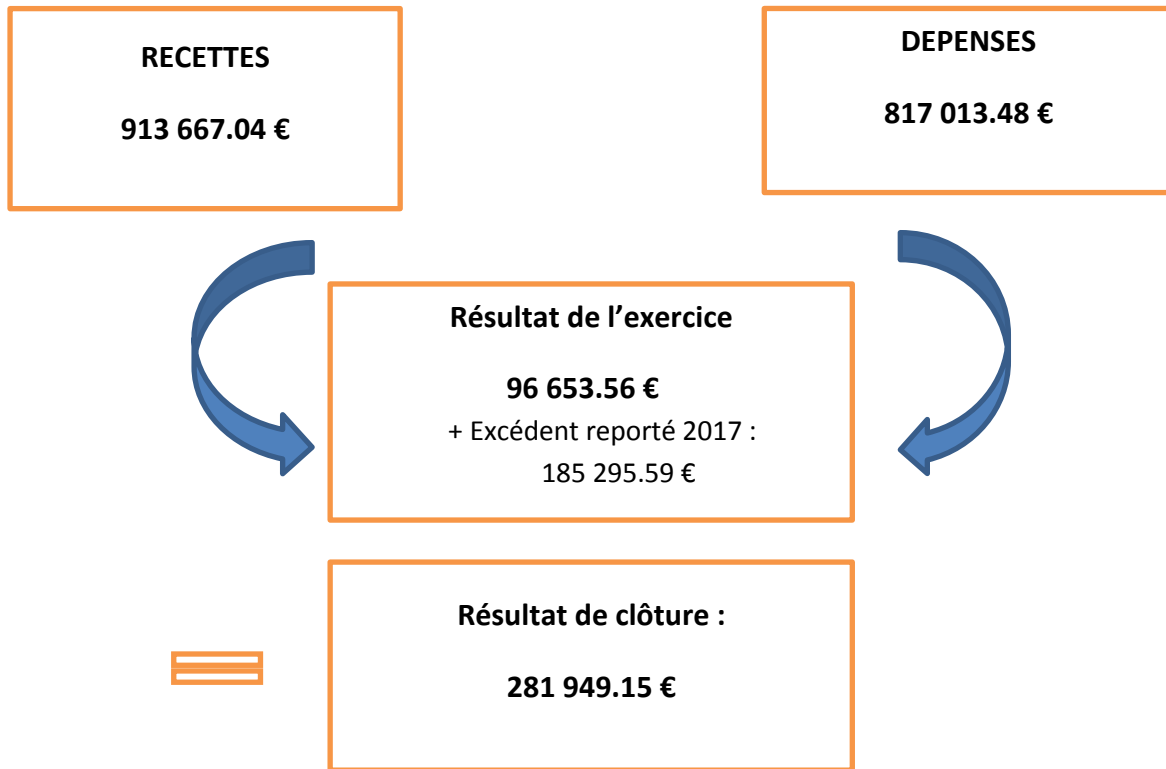 RECETTES
913 667.04 €
DEPENSES
817 013.48 €
Résultat de l’exercice
96 653.56 €
+ Excédent reporté 2017 :
185 295.59 €
Résultat de clôture :
281 949.15 €